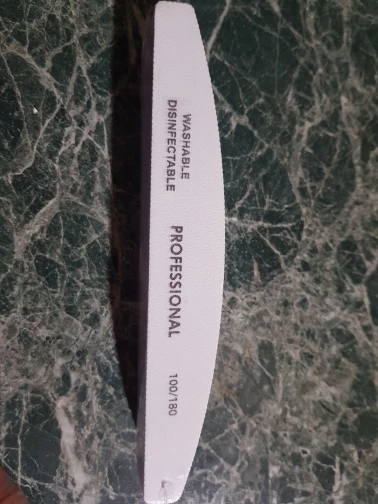 WASHABLE
DISINFECTABLE
PROFESSIONAL
100/180